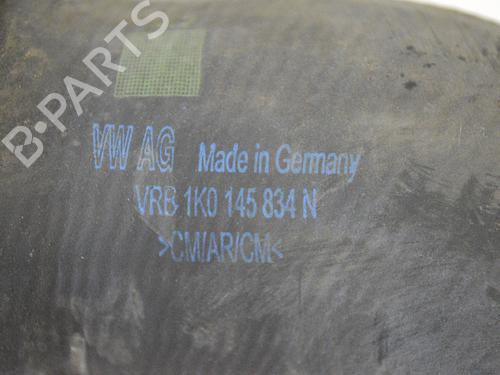 B-PARTS
VW AG Made in Germany
VRB 1K0 145 834 N
>CM/AR/CM<